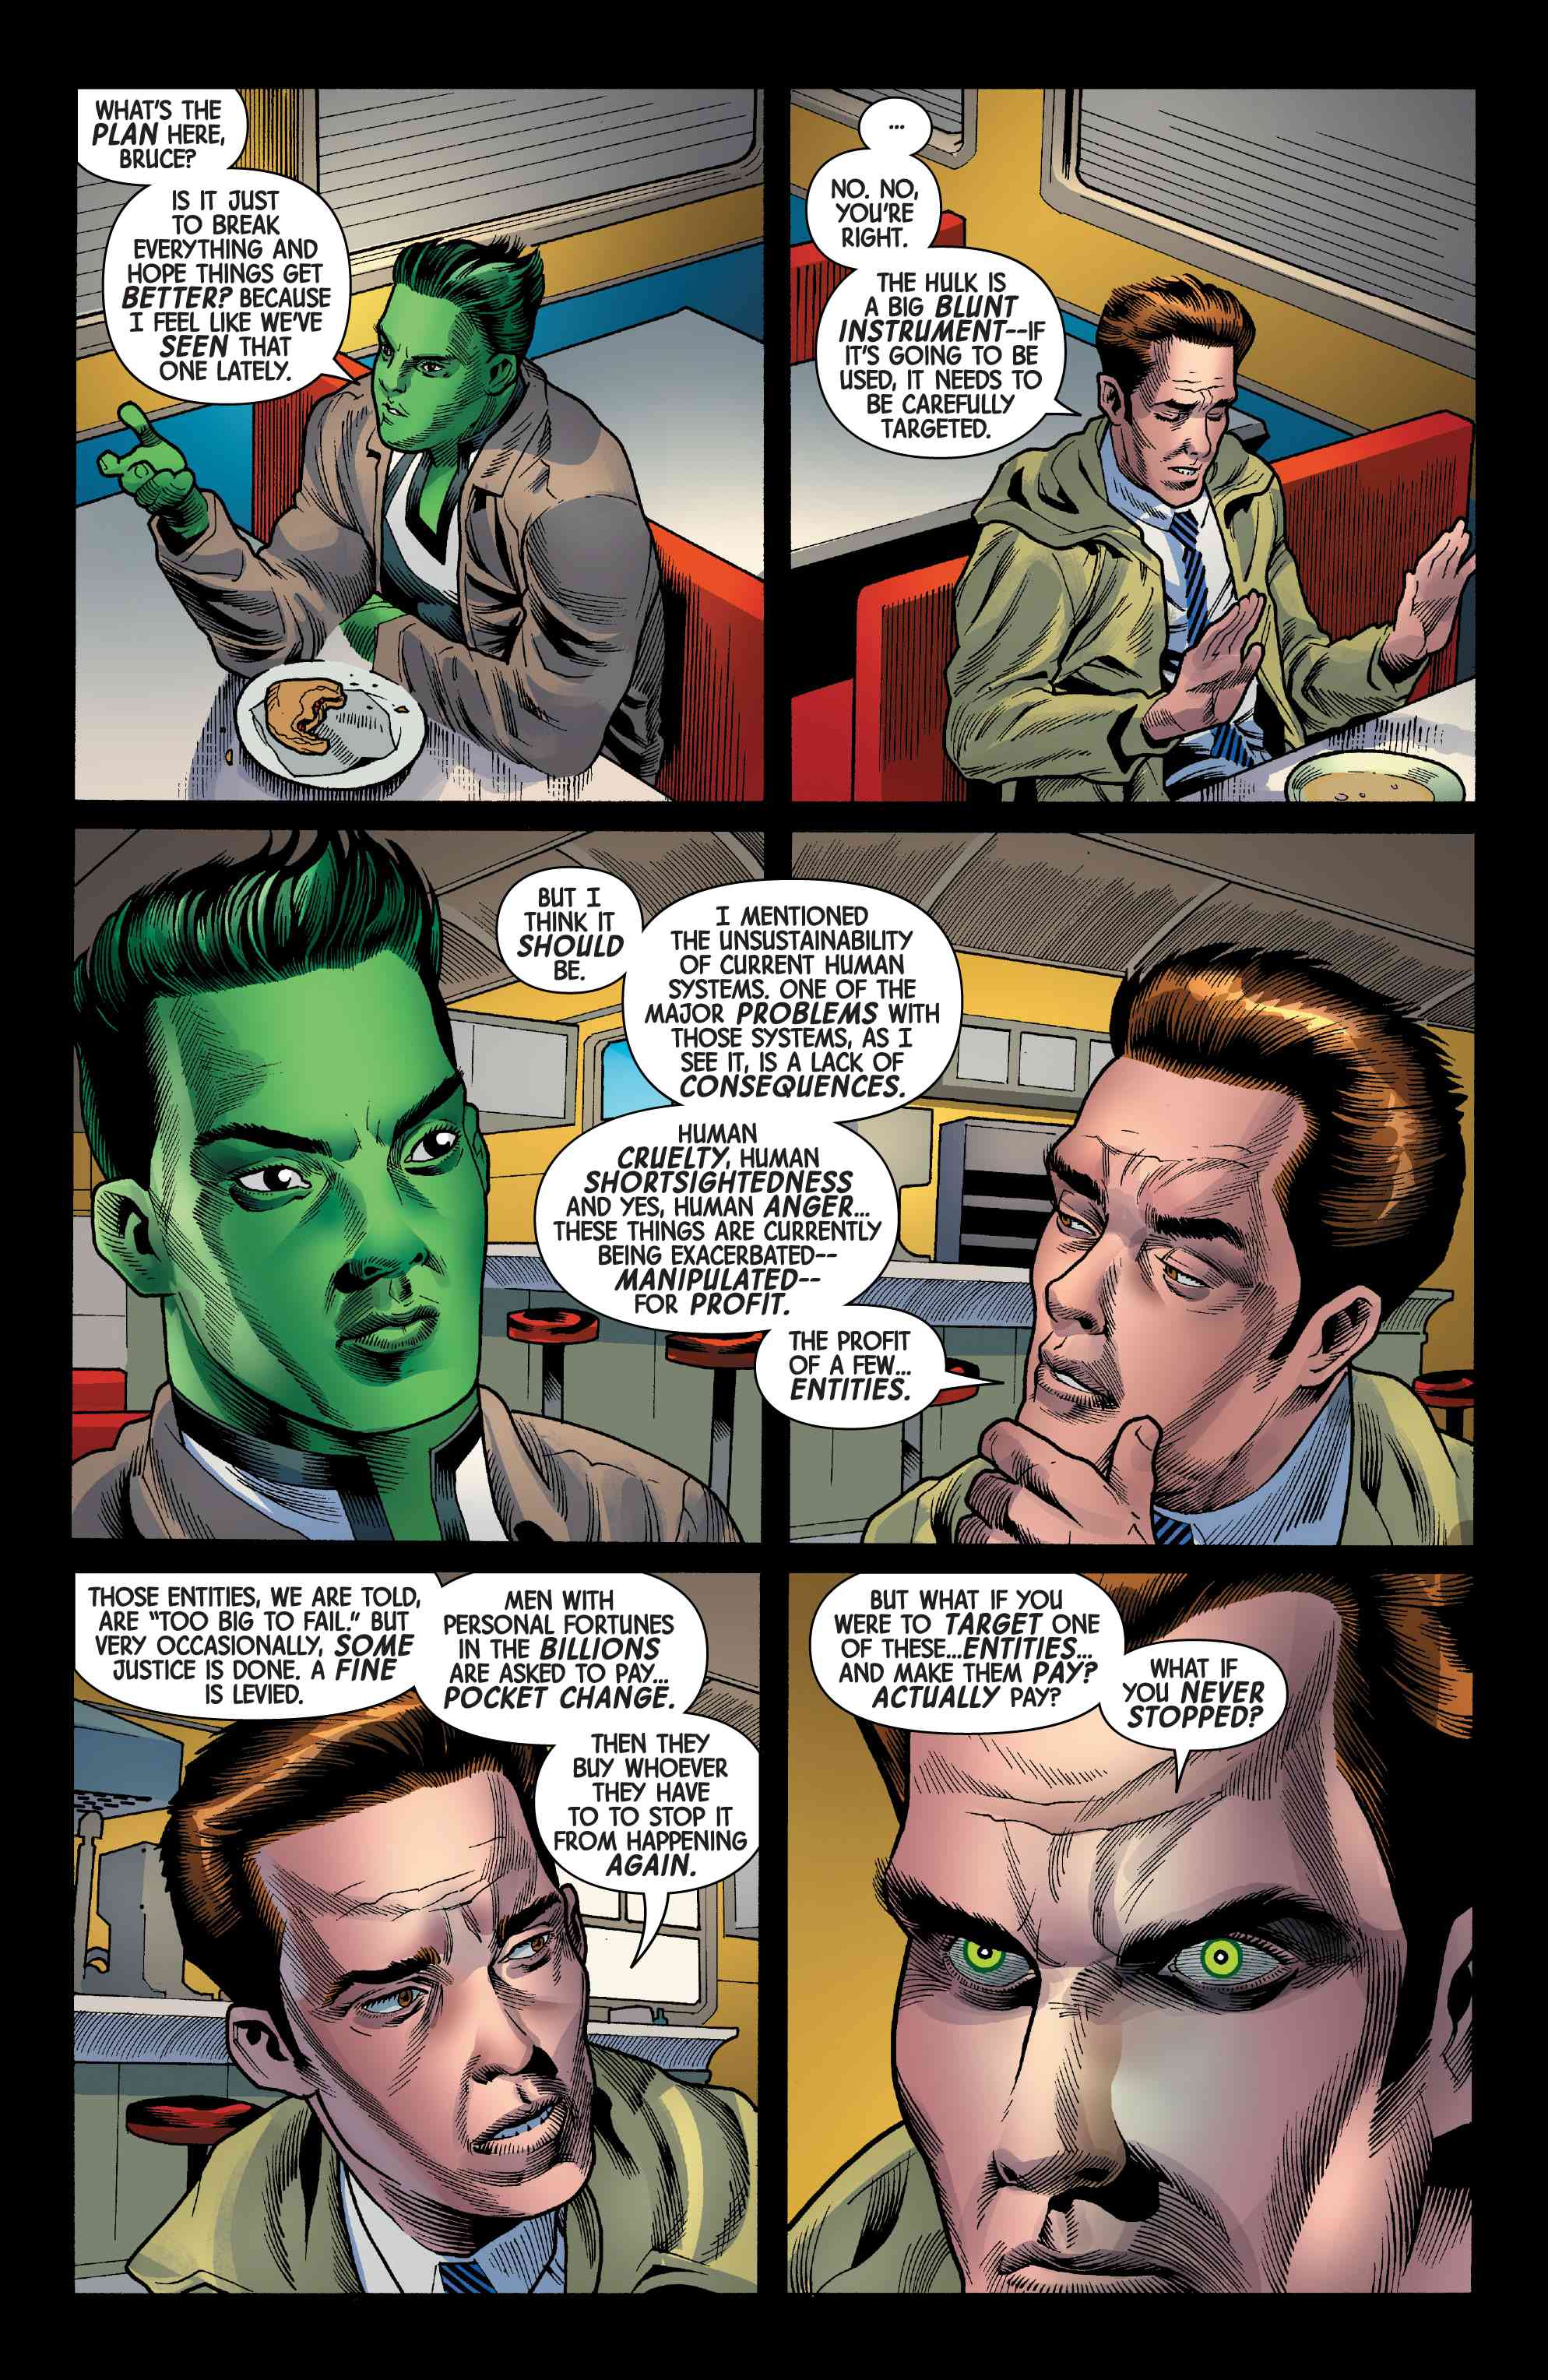 WHAT'S THE
PLAN HERE,
BRUCE?
IS IT JUST
TO BREAK
EVERYTHING AND
HOPE THINGS GET
BETTER? BECAUSE
I FEEL LIKE WE'VE
SEEN THAT
ONE LATELY.
...
NO. NO,
YOU'RE
RIGHT.
THE HULK IS
A BIG BLUNT
INSTRUMENT--IF
IT'S GOING TO BE
USED, IT NEEDS TO
BE CAREFULLY
TARGETED.
BUT I
THINK IT
SHOULD
BE.
I MENTIONED
THE UNSUSTAINABILITY
OF CURRENT HUMAN
SYSTEMS. ONE OF THE
MAJOR PROBLEMS WITH
THOSE SYSTEMS, AS I
SEE IT, IS A LACK OF
CONSEQUENCES.
HUMAN
CRUELTY, HUMAN
SHORTSIGHTEDNESS
AND YES, HUMAN ANGER...
THESE THINGS ARE CURRENTLY
BEING EXACERBATED--
MANIPULATED--
FOR PROFIT.
THE PROFIT
OF A FEW...
ENTITIES.
THOSE ENTITIES, WE ARE TOLD,
ARE "TOO BIG TO FAIL." BUT
VERY OCCASIONALLY, SOME
JUSTICE IS DONE. A FINE
IS LEVIED.
MEN WITH
PERSONAL FORTUNES
IN THE BILLIONS
ARE ASKED TO PAY...
POCKET CHANGE.
THEN THEY
BUY WHOEVER
THEY HAVE
TO TO STOP IT
FROM HAPPENING
AGAIN.
BUT WHAT IF YOU
WERE TO TARGET ONE
OF THESE...ENTITIES...
AND MAKE THEM PAY?
ACTUALLY PAY?
WHAT IF
YOU NEVER
STOPPED?